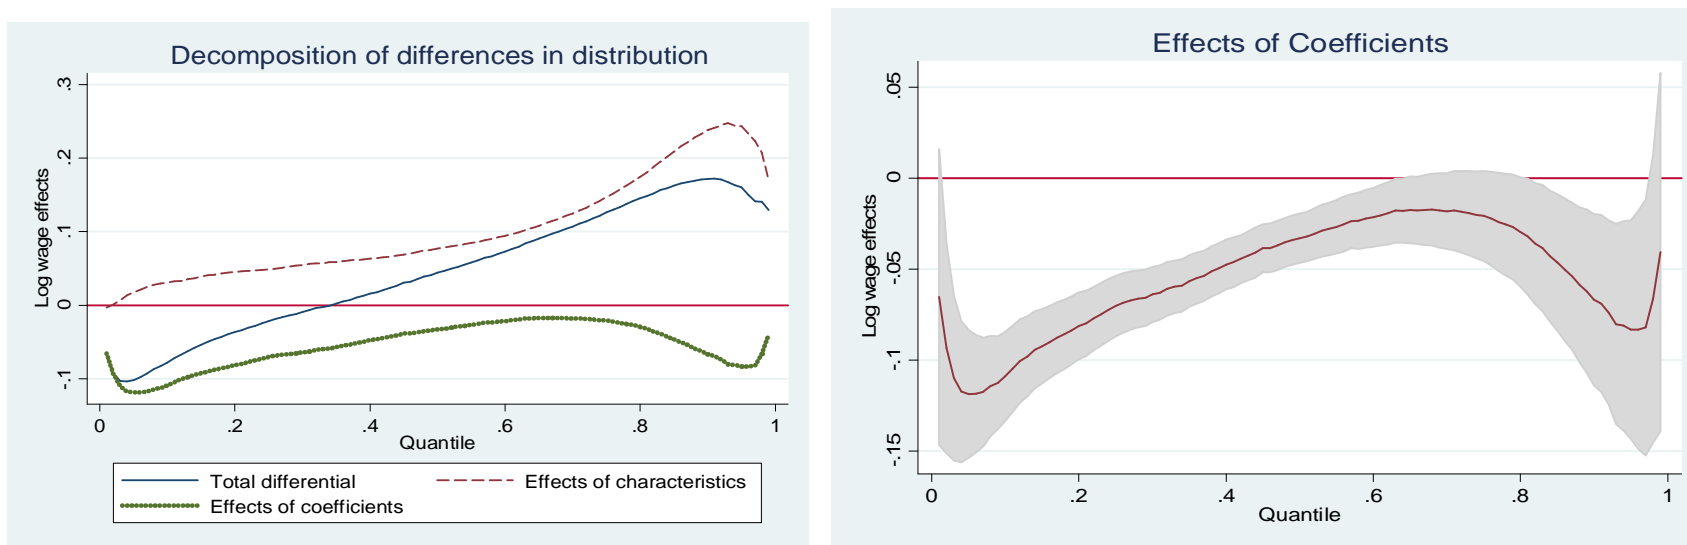 Decomposition of differences in distribution
Log wage effects
.3
.2
.1
0
-.1
0 .2 .4 .6 .8 1
Quantile
Total differential Effects of characteristics
Effects of coefficients
Effects of Coefficients
Log wage effects
.05
0
-.05
-.1
-.15
0 .2 .4 .6 .8 1
Quantile